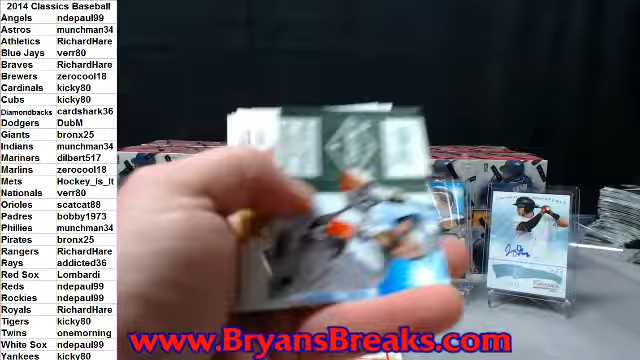 2014 Classics Baseball
Angels ndepaul99
Astros munchman34
Athletics RichardHare
Blue Jays verr80
Braves RichardHare
Brewers zerocool18
Cardinals kicky80
Cubs kicky80
Diamondbacks cardshark36
Dodgers DubM
Giants bronx25
Indians munchman34
Mariners dilbert517
Marlins zerocool18
Mets Hockey_Is_It
Nationals verr80
Orioles scatcat88
Padres bobby1973
Phillies munchman34
Pirates bronx25
Rangers RichardHare
Rays addicted36
Red Sox Lombardi
Reds ndepaul99
Rockies ndepaul99
Royals RichardHare
Tigers kicky80
Twins onemorning
White Sox ndepaul99
Yankees kicky80
www.BryansBreaks.com